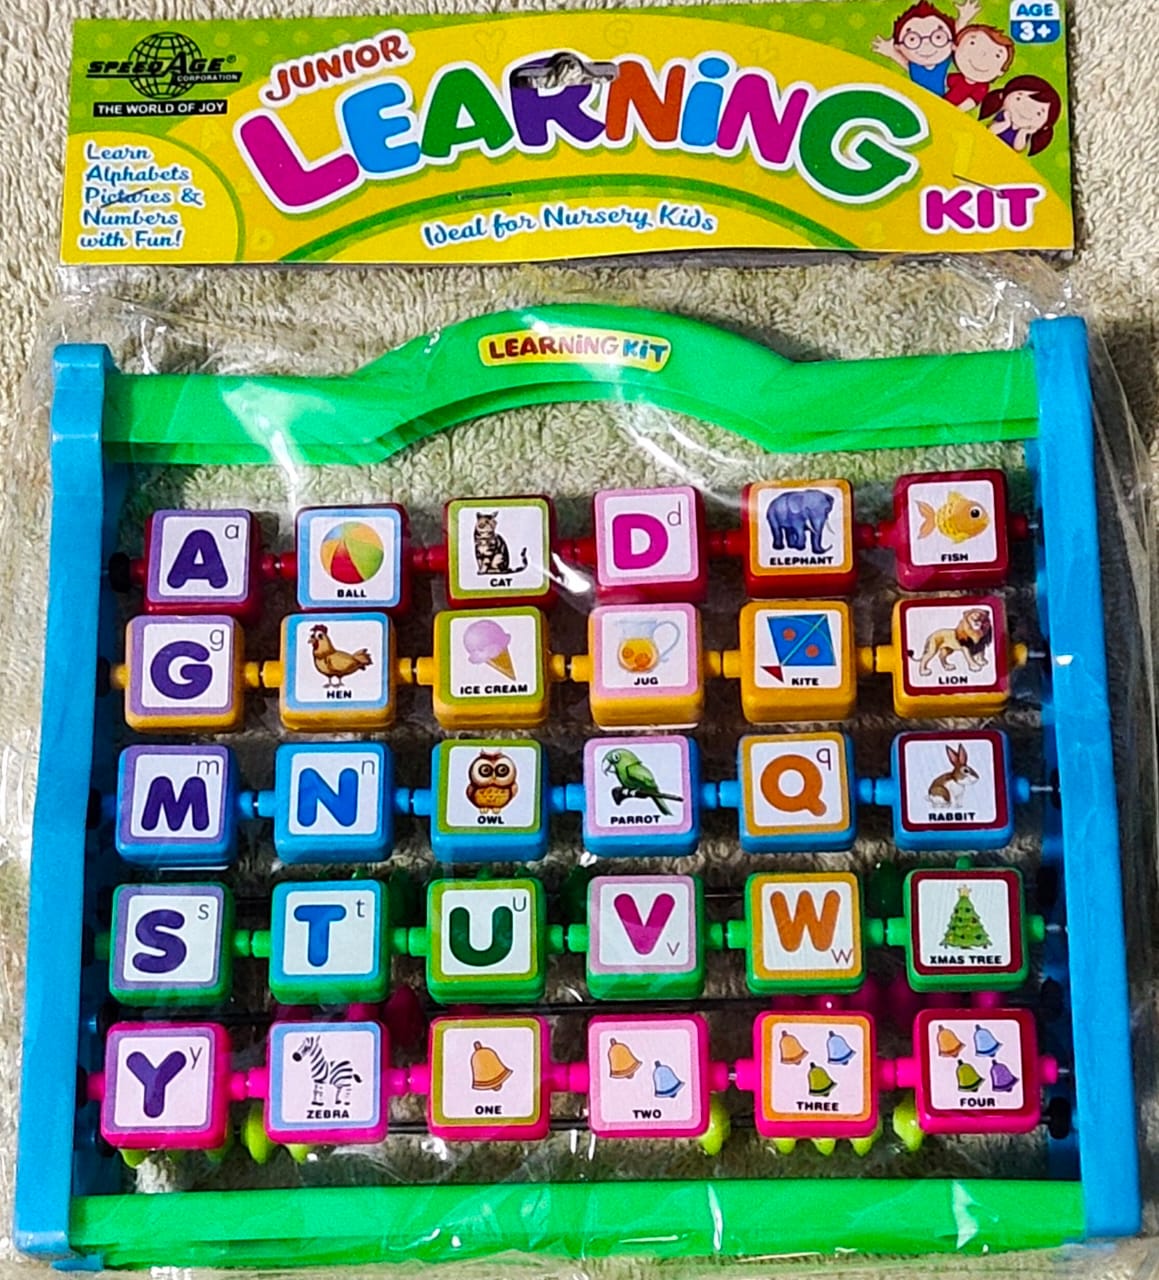 SPEED AGE®
CORPORATION
THE WORLD OF JOY
JUNIOR
LEARNING
KIT
AGE
3+
Learn
Alphabets
Pictures &
Numbers
with Fun!
Ideal for Nursery Kids
LEARNING KIT
A a BALL CAT D d ELEPHANT FISH
G g HEN ICE CREAM JUG KITE LION
M m N n OWL PARROT Q q RABBIT
S s T t U u V v W w XMAS TREE
Y y ZEBRA ONE TWO THREE FOUR